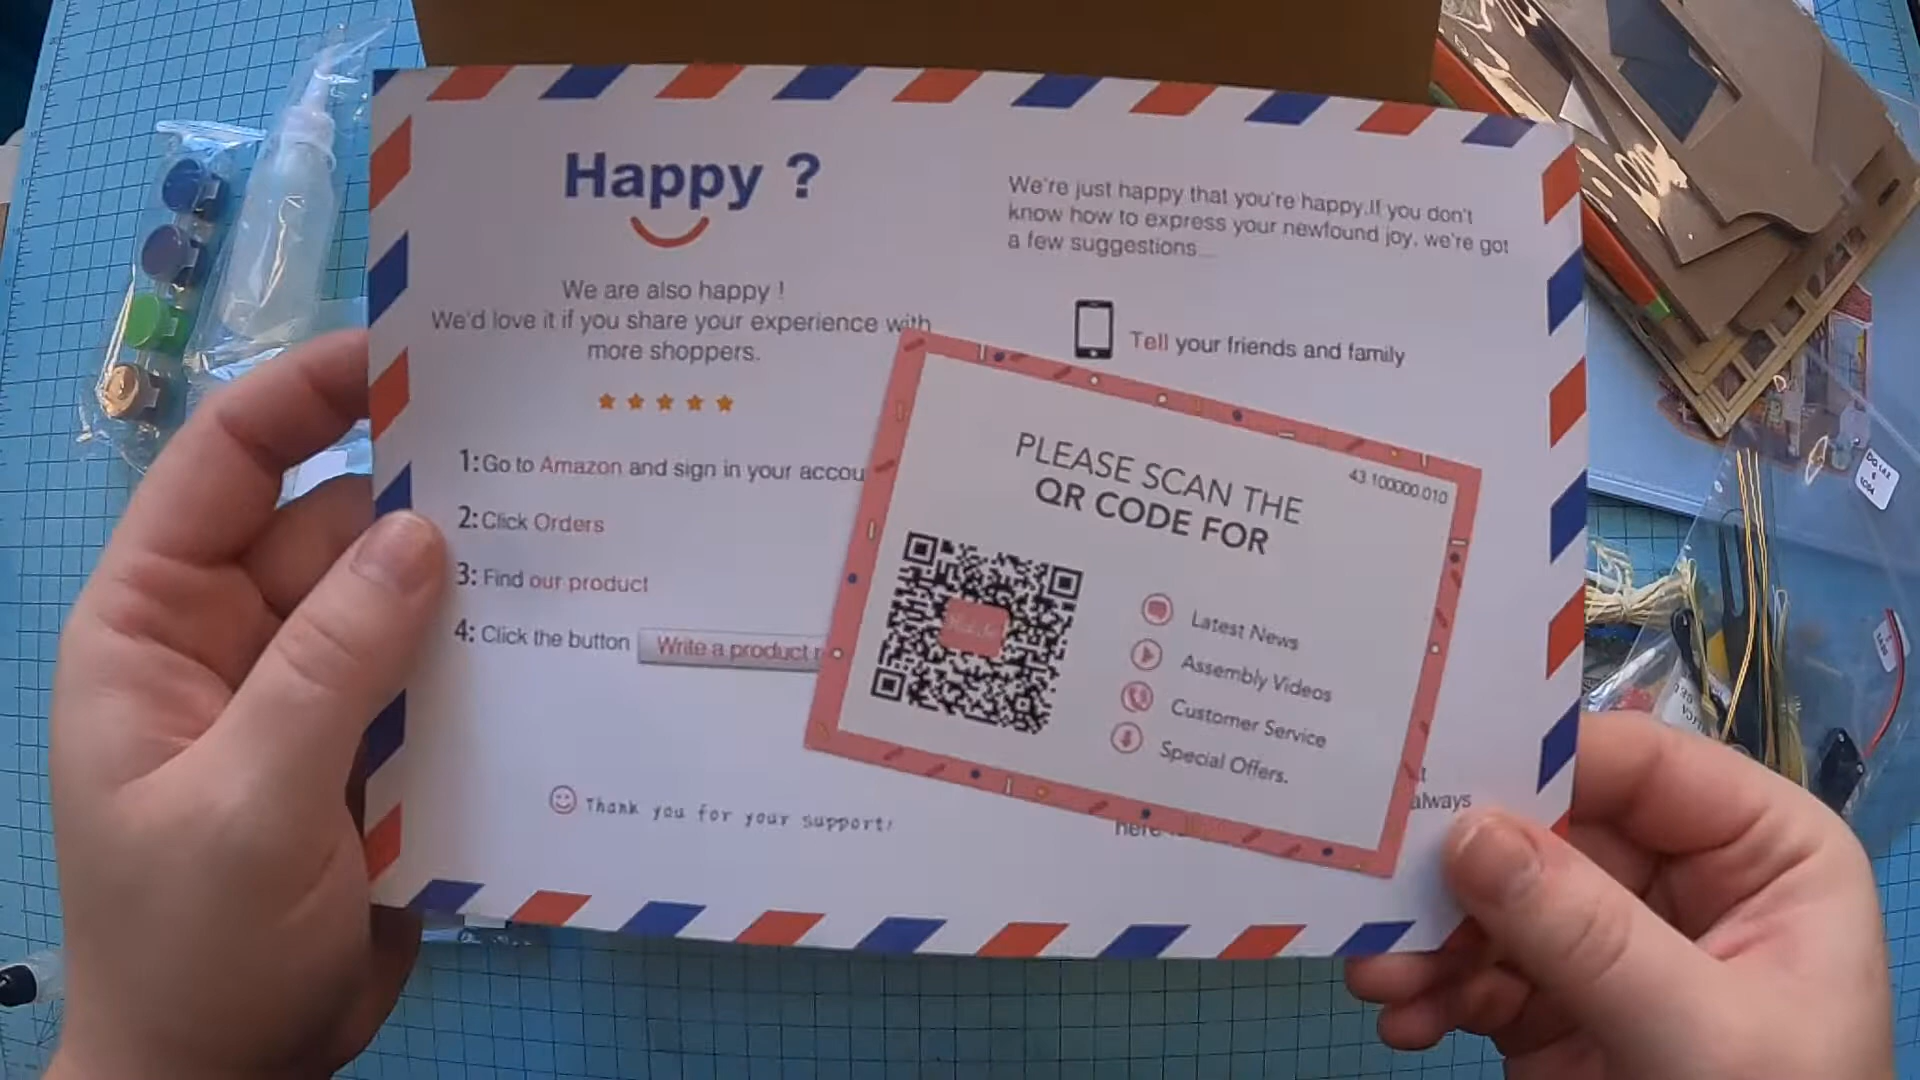 Happy ?
We are also happy !
We'd love it if you share your experience with
more shoppers.
1: Go to Amazon and sign in your accou
2: Click Orders
3: Find our product
4: Click the button Write a product r
Thank you for your support!
We're just happy that you're happy.If you don't
know how to express your newfound joy, we're got
a few suggestions...
Tell your friends and family
always
here
PLEASE SCAN THE
QR CODE FOR
43.100000.010
Latest News
Assembly Videos
Customer Service
Special Offers.